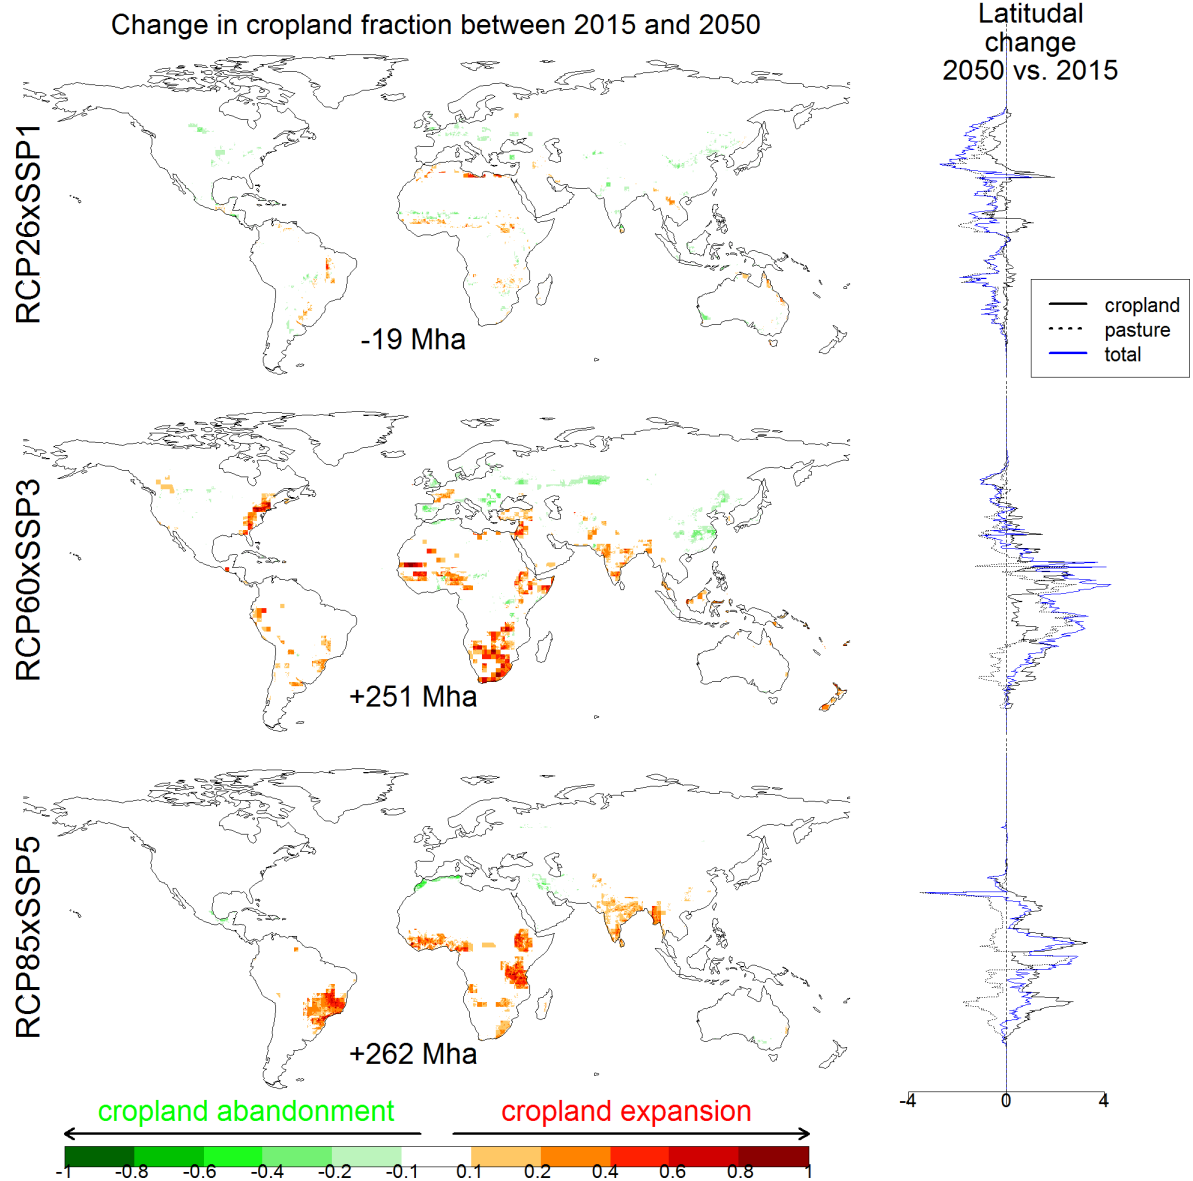 Change in cropland fraction between 2015 and 2050
Latitudal
change
2050 vs. 2015
RCP26xSSP1
-19 Mha
cropland
pasture
total
RCP60xSSP3
+251 Mha
RCP85xSSP5
+262 Mha
-4 0 4
cropland abandonment cropland expansion
-1 -0.8 -0.6 -0.4 -0.2 -0.1 0.1 0.2 0.4 0.6 0.8 1